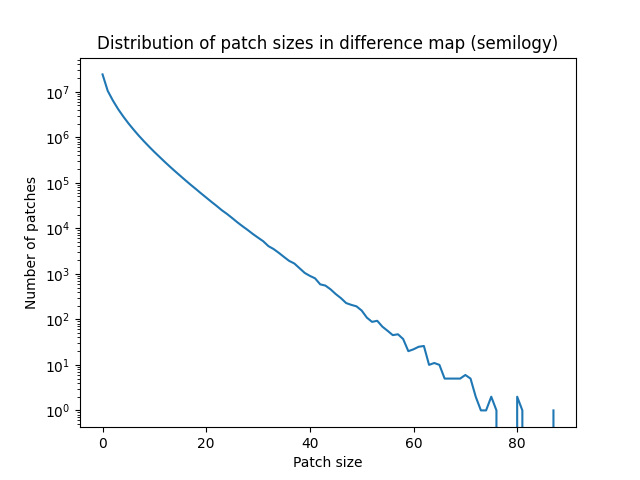 Distribution of patch sizes in difference map (semilogy)
Number of patches
10^7
10^6
10^5
10^4
10^3
10^2
10^1
10^0
0 20 40 60 80
Patch size